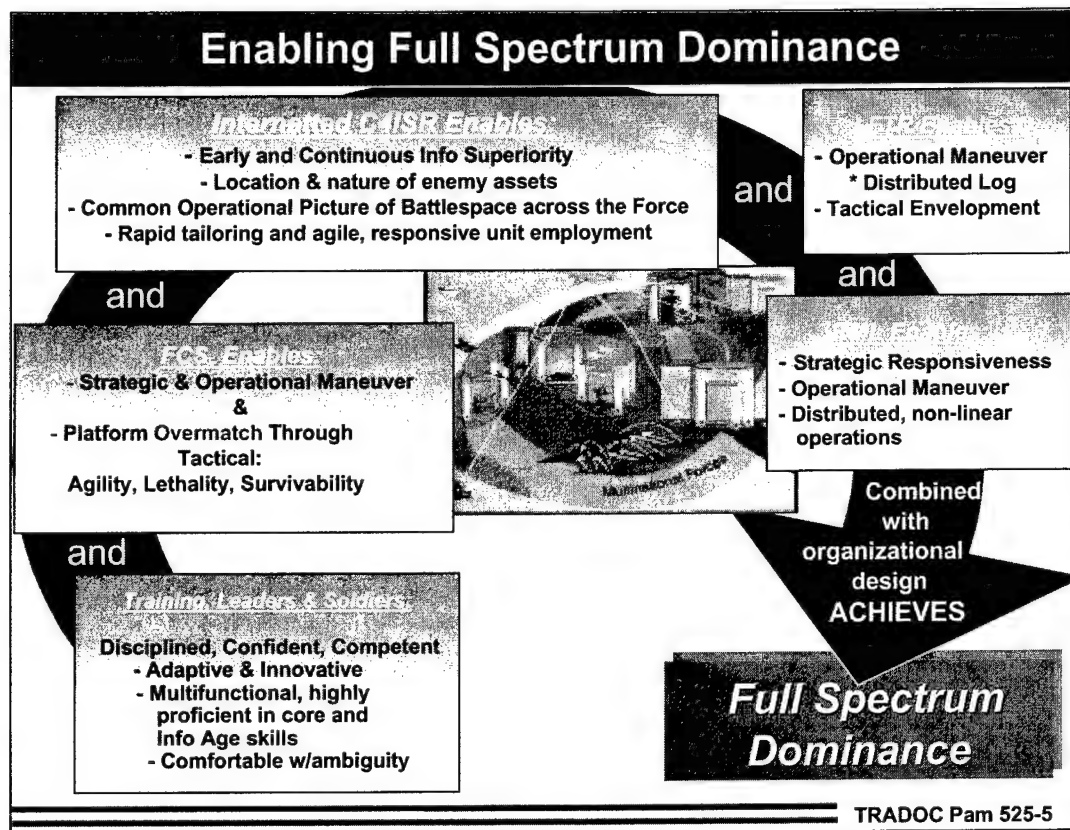 Enabling Full Spectrum Dominance
Internetted C4ISR Enables:
- Early and Continuous Info Superiority
- Location & nature of enemy assets
- Common Operational Picture of Battlespace across the Force
- Rapid tailoring and agile, responsive unit employment
and
- Operational Maneuver
* Distributed Log
- Tactical Envelopment
and
and
FCS Enables:
- Strategic & Operational Maneuver
&
- Platform Overmatch Through
Tactical:
Agility, Lethality, Survivability
Multinational Forces
- Strategic Responsiveness
- Operational Maneuver
- Distributed, non-linear
operations
and
Training, Leaders & Soldiers
Disciplined, Confident, Competent
- Adaptive & Innovative
- Multifunctional, highly
proficient in core and
Info Age skills
- Comfortable w/ambiguity
Combined
with
organizational
design
ACHIEVES
Full Spectrum
Dominance
TRADOC Pam 525-5